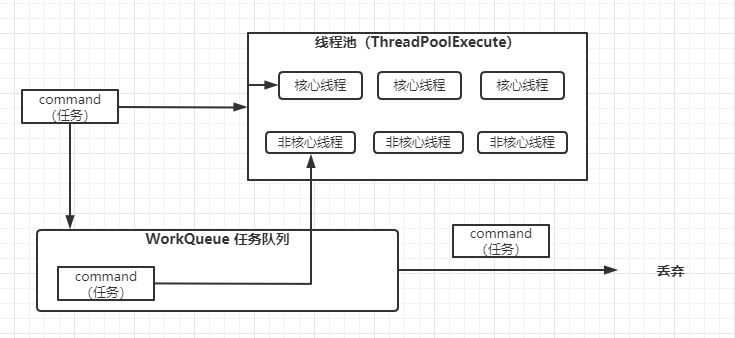 线程池（ThreadPoolExecute）
核心线程
核心线程
核心线程
command
（任务）
非核心线程
非核心线程
非核心线程
WorkQueue 任务队列
command
（任务）
command
（任务）
丢弃